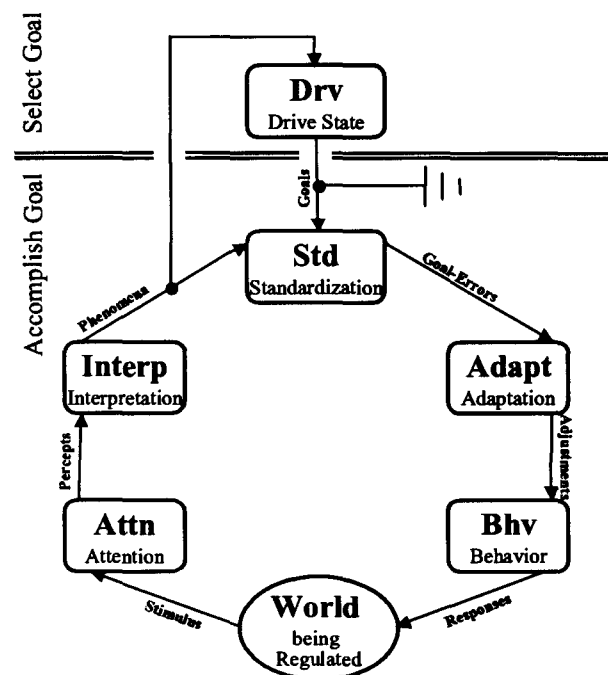 Select Goal
Drv
Drive State
Accomplish Goal
Goals
Std
Standardization
Phenomena
Goal-Errors
Interp
Interpretation
Adapt
Adaptation
Percepts
Adjustments
Attn
Attention
Bhv
Behavior
Stimulus
World
being
Regulated
Responses